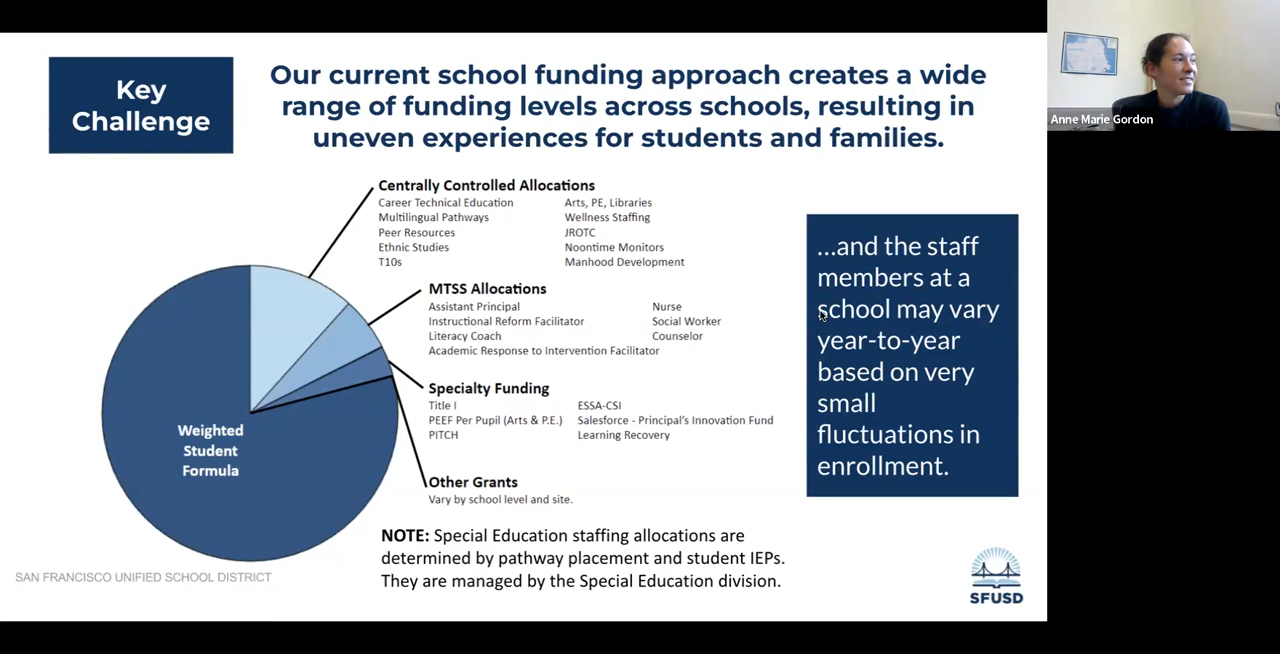 Key
Challenge
Our current school funding approach creates a wide
range of funding levels across schools, resulting in
uneven experiences for students and families.
Anne Marie Gordon
Centrally Controlled Allocations
Career Technical Education
Multilingual Pathways
Peer Resources
Ethnic Studies
T10s
Arts, PE, Libraries
Wellness Staffing
JROTC
Noontime Monitors
Manhood Development
MTSS Allocations
Assistant Principal
Instructional Reform Facilitator
Literacy Coach
Academic Response to Intervention Facilitator
Nurse
Social Worker
Counselor
Specialty Funding
Title I
PEEF Per Pupil (Arts & P.E.)
PITCH
ESSA-CSI
Salesforce - Principal's Innovation Fund
Learning Recovery
Other Grants
Vary by school level and site.
Weighted
Student
Formula
...and the staff
members at a
school may vary
year-to-year
based on very
small
fluctuations in
enrollment.
NOTE: Special Education staffing allocations are
determined by pathway placement and student IEPs.
They are managed by the Special Education division.
SAN FRANCISCO UNIFIED SCHOOL DISTRICT
SFUSD